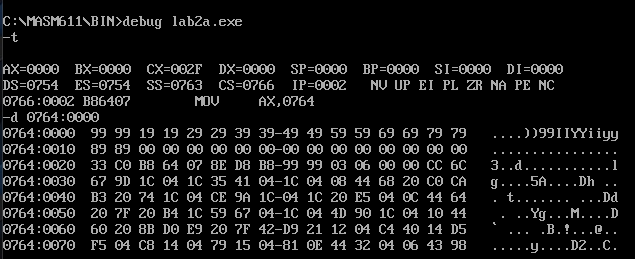 C:\MASM611\BIN>debug lab2a.exe
-t

AX=0000  BX=0000  CX=002F  DX=0000  SP=0000  BP=0000  SI=0000  DI=0000
DS=0754  ES=0754  SS=0763  CS=0766  IP=0002   NV UP EI PL ZR NA PE NC
0766:0002 B86407        MOV     AX,0764
-d 0764:0000
0764:0000  99 99 19 19 29 29 39 39-49 49 59 59 69 69 79 79   ....))99IIYYiiyy
0764:0010  89 89 00 00 00 00 00 00-00 00 00 00 00 00 00 00   ................
0764:0020  33 C0 B8 64 07 8E D8 B8-99 99 03 06 00 00 CC 6C   3..d...........l
0764:0030  67 9D 1C 04 1C 35 41 04-1C 04 08 44 68 20 C0 CA   g....5A....Dh ..
0764:0040  B3 20 74 1C 04 CE 9A 1C-04 1C 20 E5 04 0C 44 64   . t....... ...Dd
0764:0050  20 7F 20 B4 1C 59 67 04-1C 04 4D 90 1C 04 10 44    . ..Yg...M....D
0764:0060  60 20 8B D0 E9 20 7F 42-D9 21 12 04 C4 40 14 D5   ` ... .B.!...@..
0764:0070  F5 04 C8 14 04 79 15 04-81 0E 44 32 04 06 43 98   .....y....D2..C.